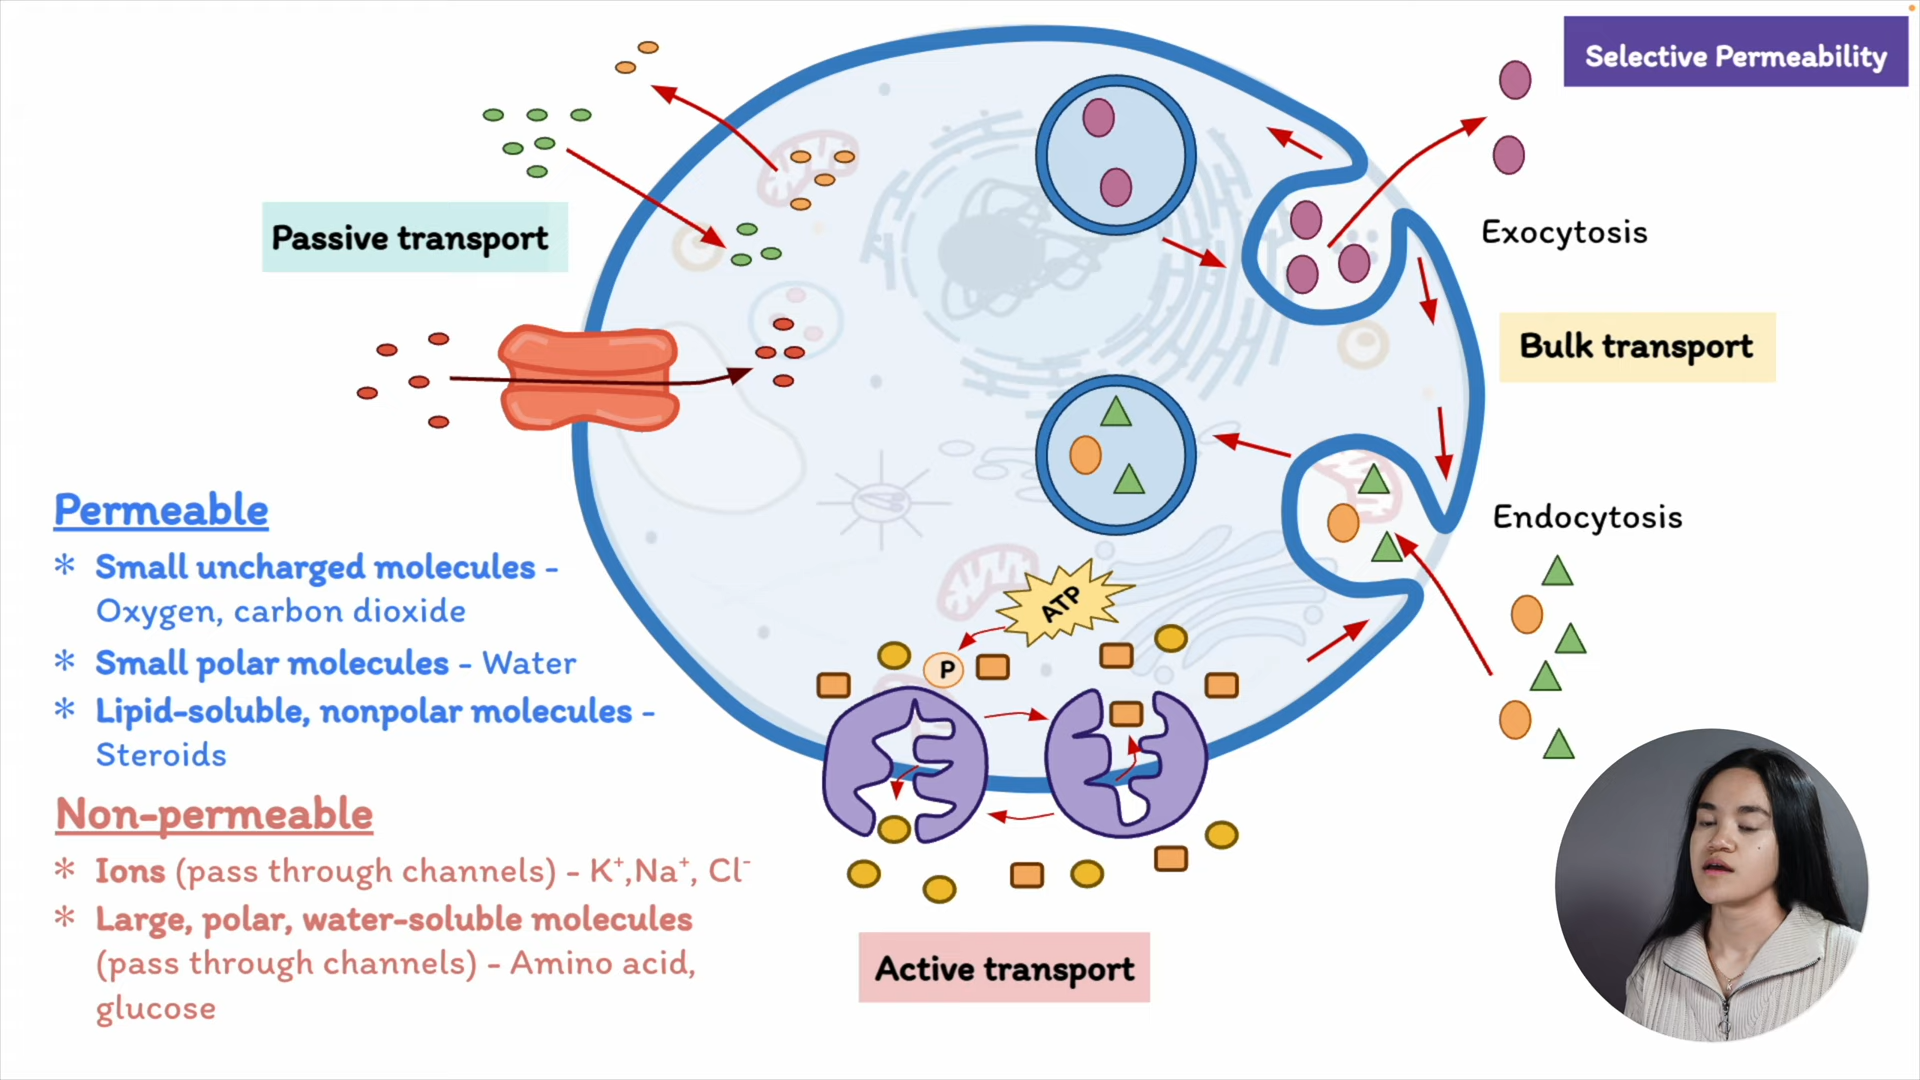 Selective Permeability
Passive transport
Exocytosis
Bulk transport
Endocytosis
Permeable
* Small uncharged molecules -
Oxygen, carbon dioxide
* Small polar molecules - Water
* Lipid-soluble, nonpolar molecules -
Steroids
Non-permeable
* Ions (pass through channels) - K⁺,Na⁺, Cl⁻
* Large, polar, water-soluble molecules
(pass through channels) - Amino acid,
glucose
ATP
P
Active transport